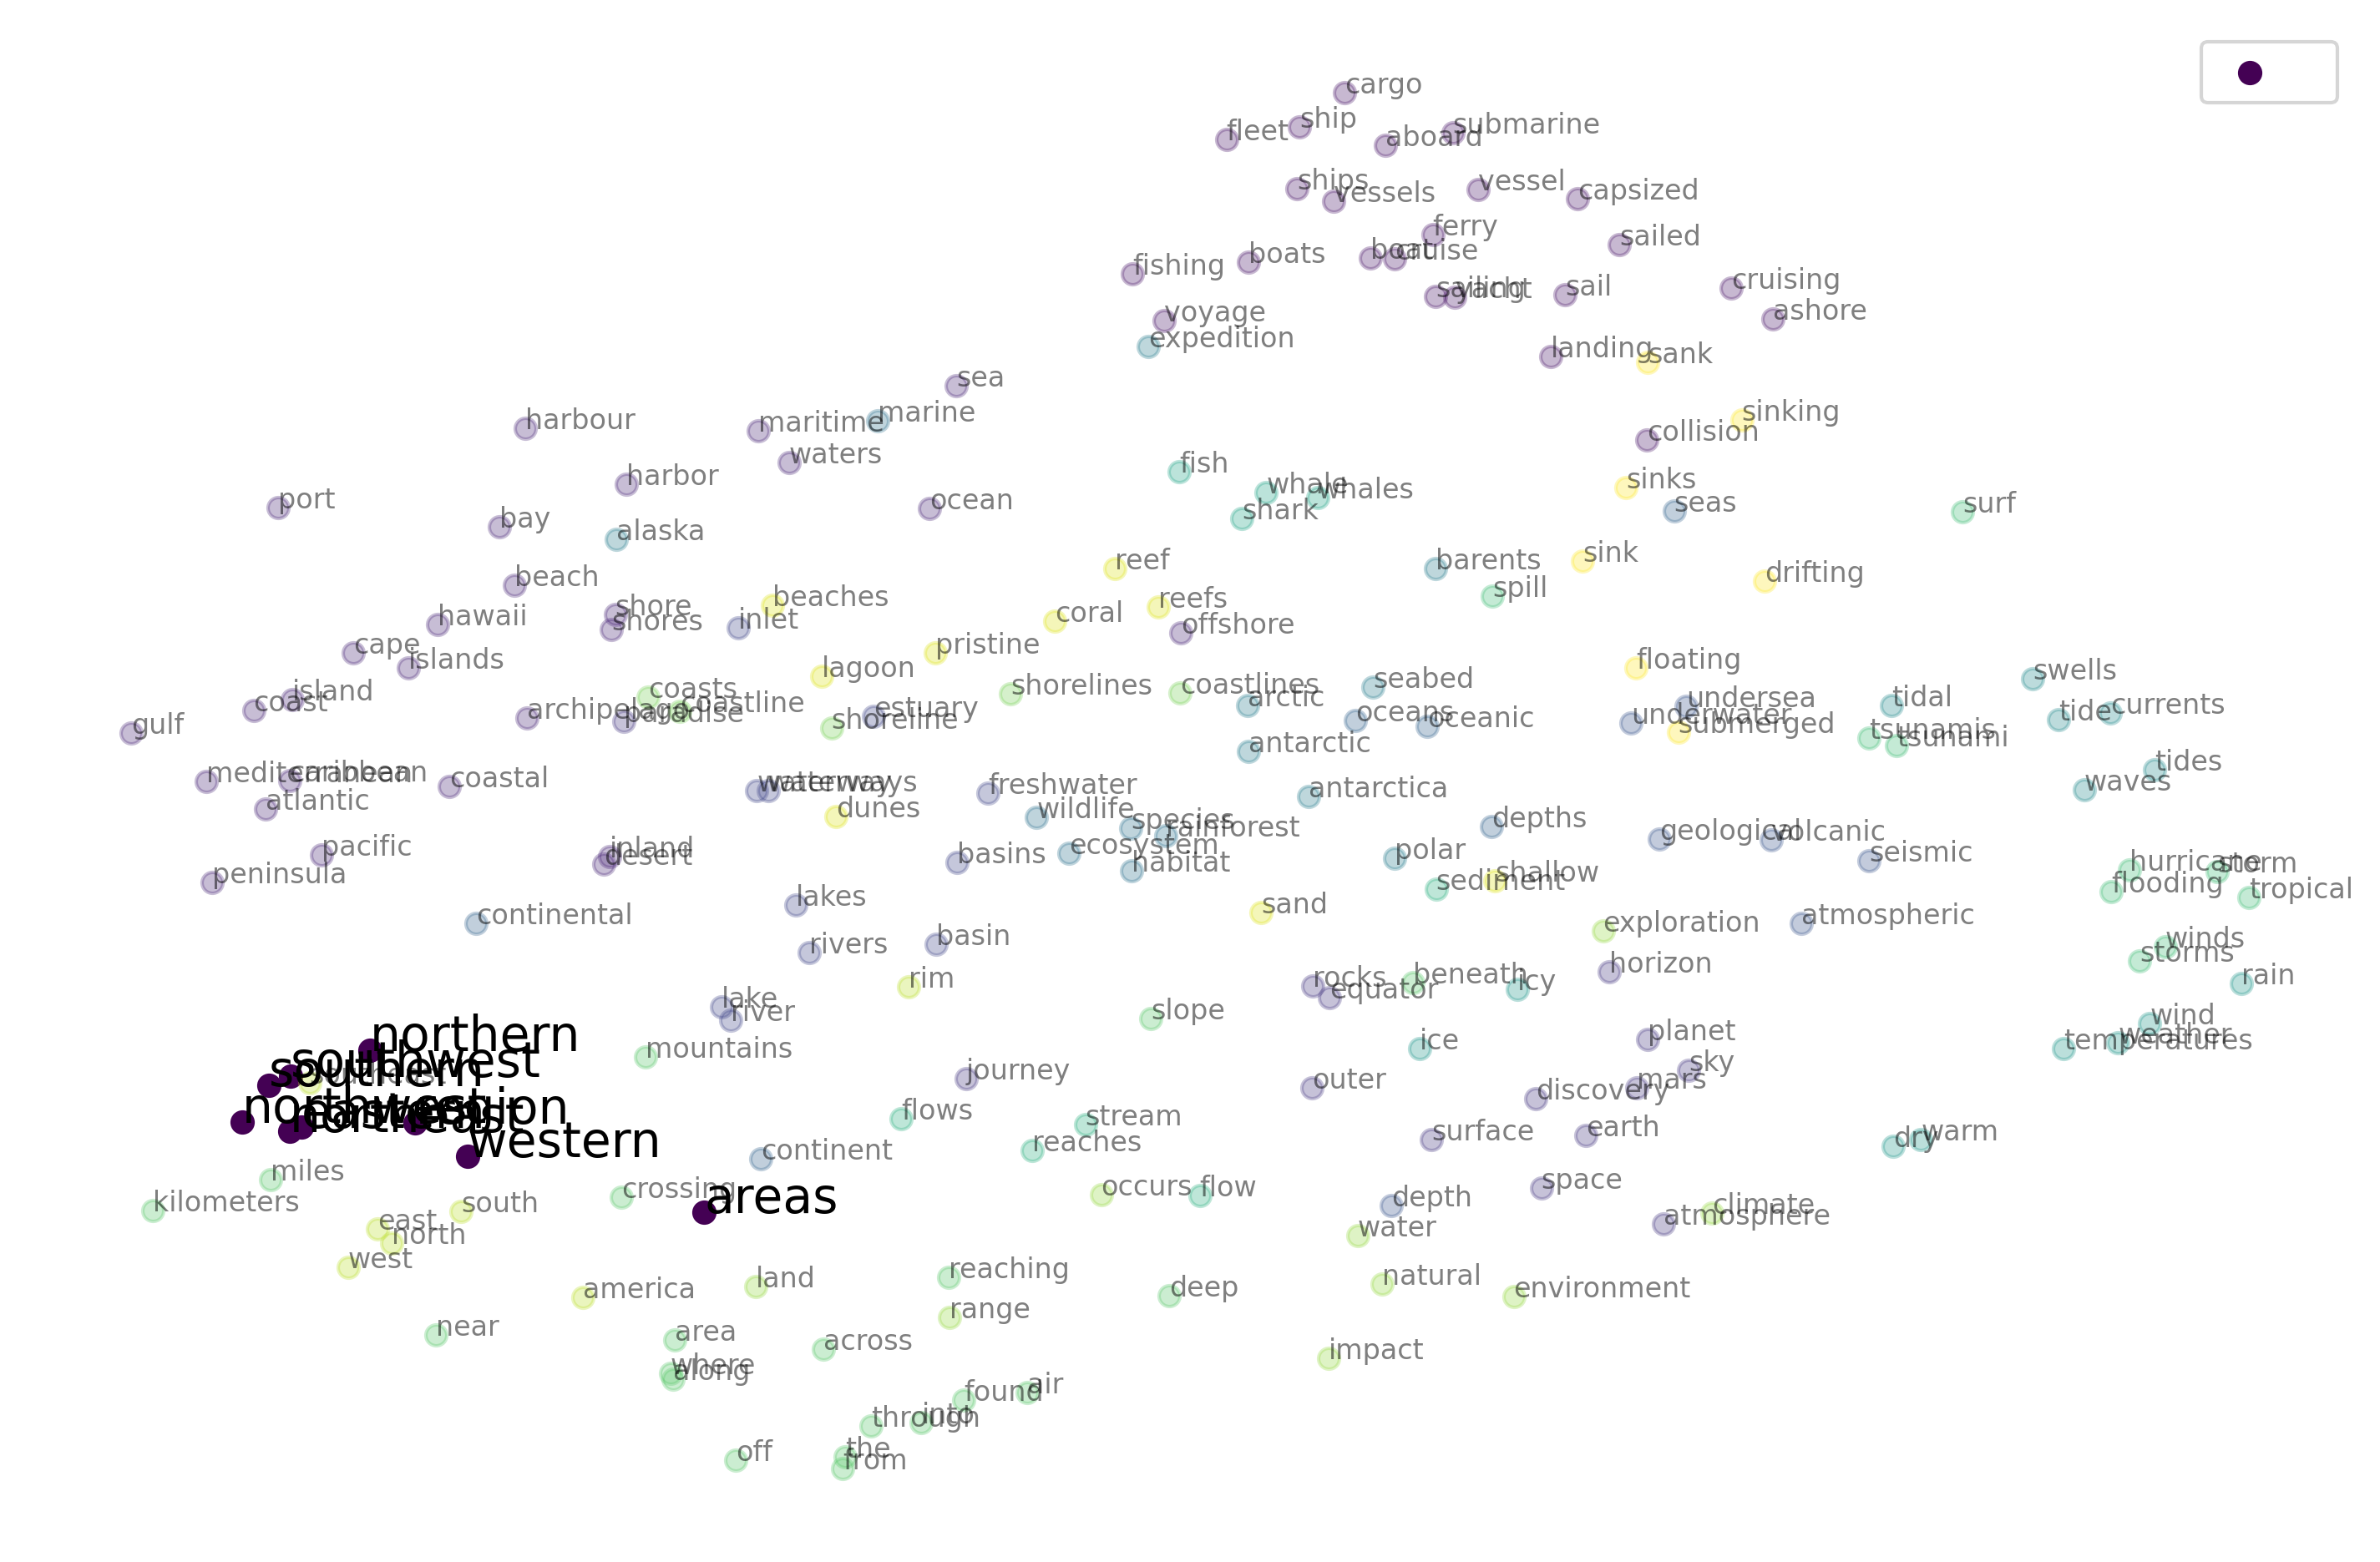 cargo
ship
submarine
fleet
aboard
ships
vessels
vessel
capsized
ferry
sailed
boats
boat
cruise
fishing
cruising
sailing
yacht
sail
voyage
ashore
expedition
landing
sank
sea
marine
harbour
maritime
sinking
collision
waters
fish
harbor
whale
whales
sinks
port
ocean
shark
seas
surf
bay
alaska
reef
barents
sink
drifting
beach
spill
beaches
reefs
shore
hawaii
shores
inlet
coral
offshore
cape
islands
pristine
lagoon
floating
swells
island
coast
coasts
coastline
shorelines
coastlines
arctic
seabed
undersea
tidal
archipelago
paradise
estuary
shoreline
oceans
oceanic
underwater
submerged
tide
currents
gulf
tsunamis
tsunami
antarctic
mediterranean
caribbean
coastal
waterway
waterways
freshwater
antarctica
tides
waves
atlantic
dunes
wildlife
species
rainforest
depths
geological
volcanic
pacific
inland
desert
basins
ecosystem
habitat
polar
seismic
hurricane
storm
peninsula
sediment
shallow
flooding
tropical
continental
lakes
sand
exploration
atmospheric
rivers
basin
winds
storms
rim
rocks
equator
beneath
icy
horizon
rain
lake
river
slope
wind
northern
mountains
ice
planet
weather
temperatures
southwest
southern
southeast
journey
outer
sky
mars
discovery
northwest
eastern
northeast
region
flows
stream
surface
earth
western
continent
reaches
dry
warm
miles
kilometers
south
crossing
areas
occurs
flow
depth
space
climate
atmosphere
east
north
water
west
america
land
reaching
deep
natural
environment
near
area
range
across
where
along
impact
found
air
through
into
off
the
from